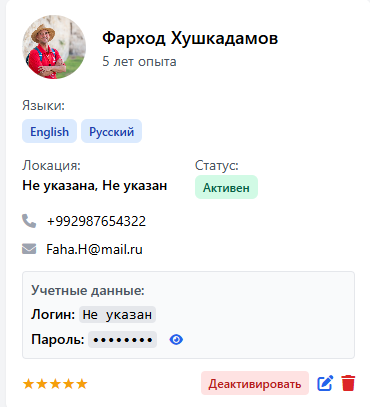 Фарход Хушкадамов
5 лет опыта
Языки:
English Русский
Локация: Статус:
Не указана, Не указан Активен
+992987654322
Faha.H@mail.ru
Учетные данные:
Логин: Не указан
Пароль: ••••••••
Деактивировать